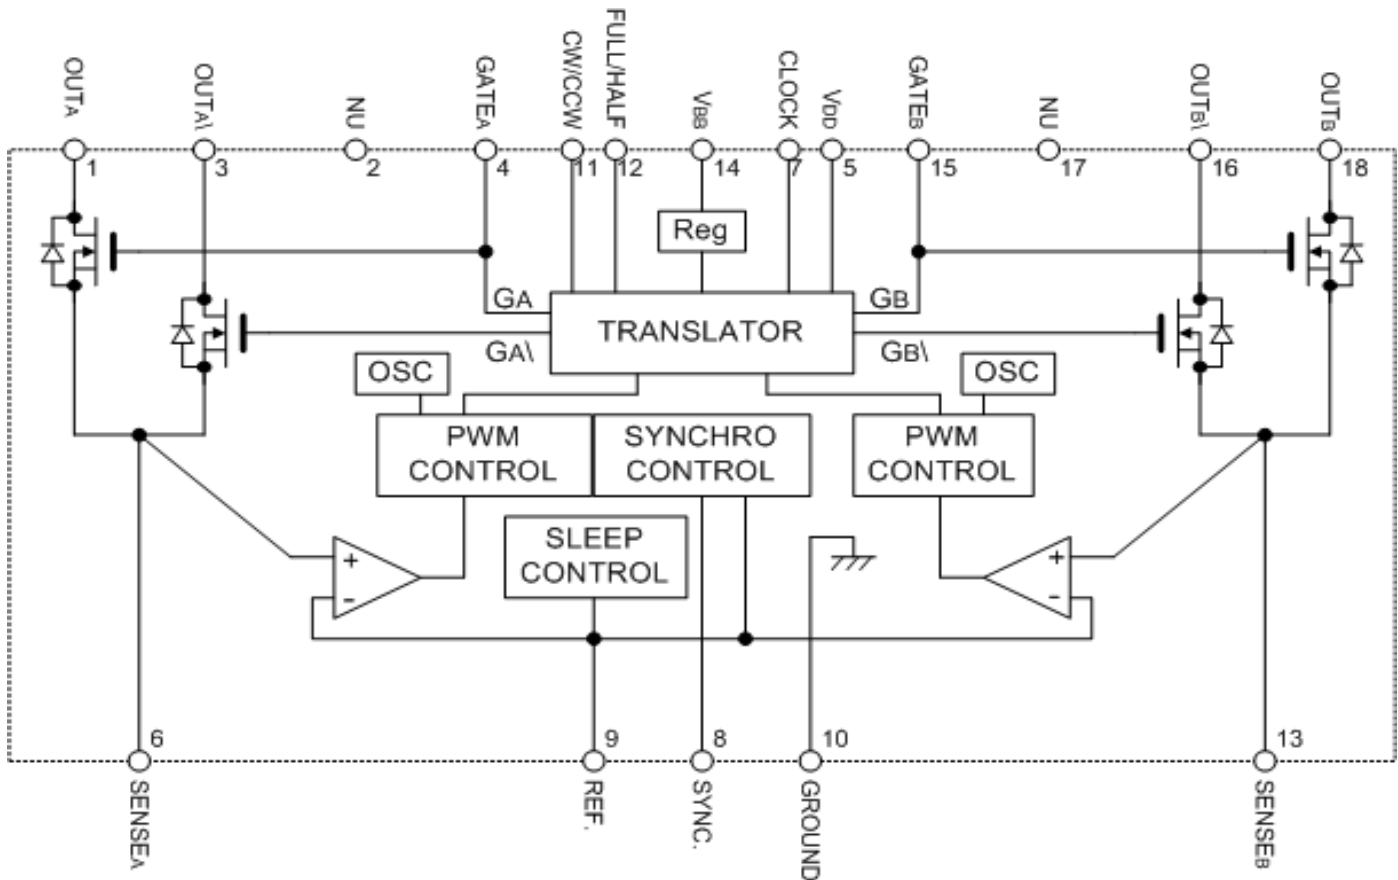 OUTA
OUTA\
NU
GATEA
CW/CCW
FULL/HALF
VBB
CLOCK
VDD
GATEB
NU
OUTB\
OUTB
1
3
2
4
11
12
14
7
5
15
17
16
18
Reg
GA
GB
TRANSLATOR
GA\
GB\
OSC
OSC
PWM
CONTROL
SYNCHRO
CONTROL
PWM
CONTROL
SLEEP
CONTROL
+
-
+
-
6
9
8
10
13
SENSEA
REF.
SYNC.
GROUND
SENSEB